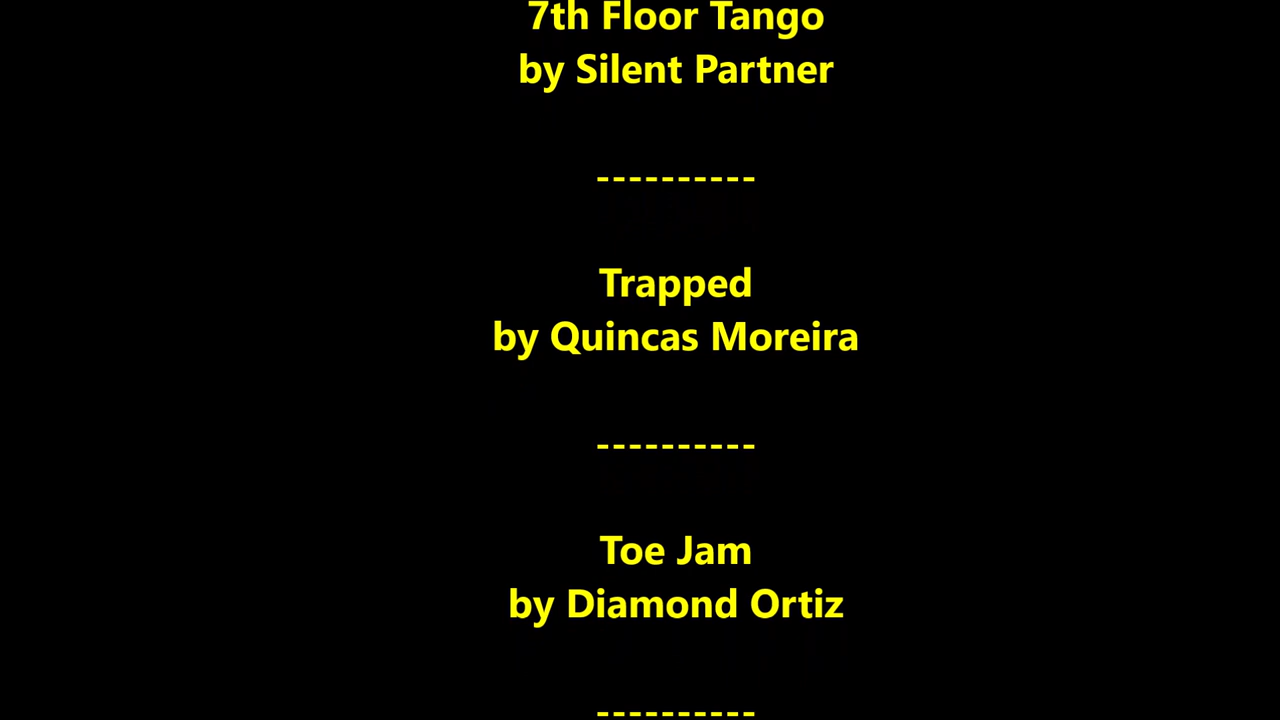 7th Floor Tango
by Silent Partner
----------
Trapped
by Quincas Moreira
----------
Toe Jam
by Diamond Ortiz
----------